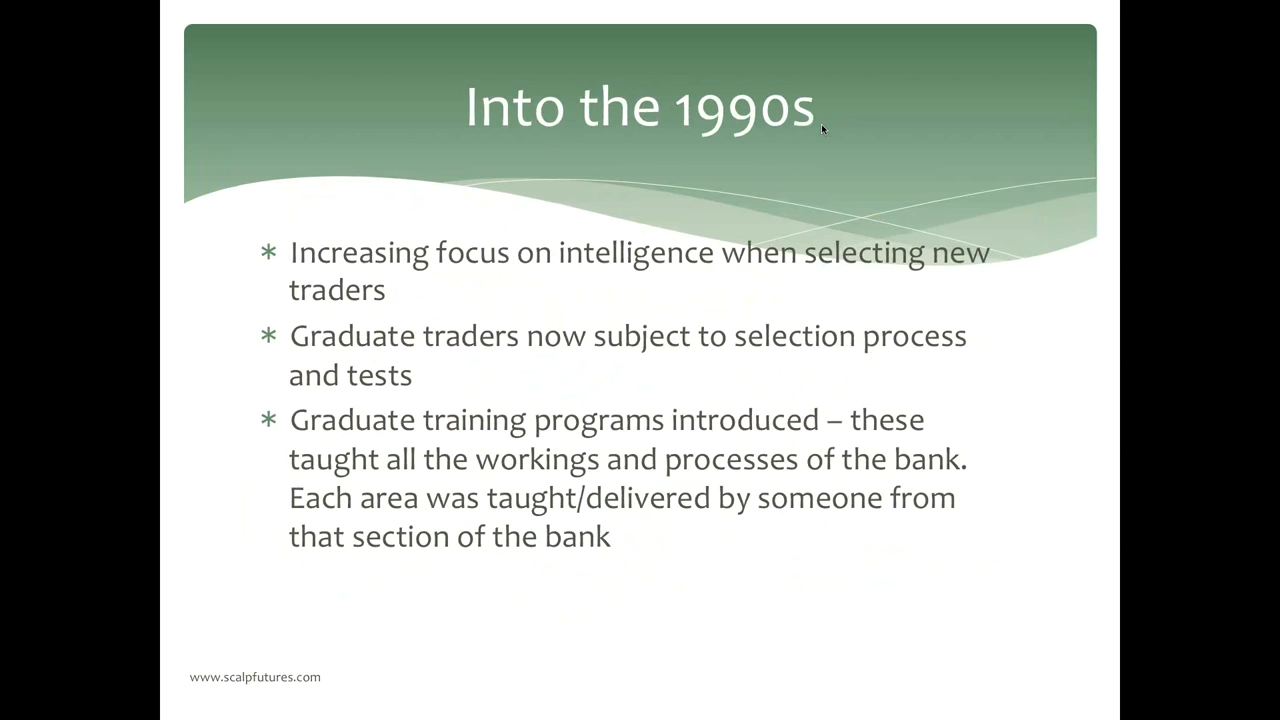 Into the 1990s
* Increasing focus on intelligence when selecting new
traders
* Graduate traders now subject to selection process
and tests
* Graduate training programs introduced – these
taught all the workings and processes of the bank.
Each area was taught/delivered by someone from
that section of the bank
www.scalpfutures.com